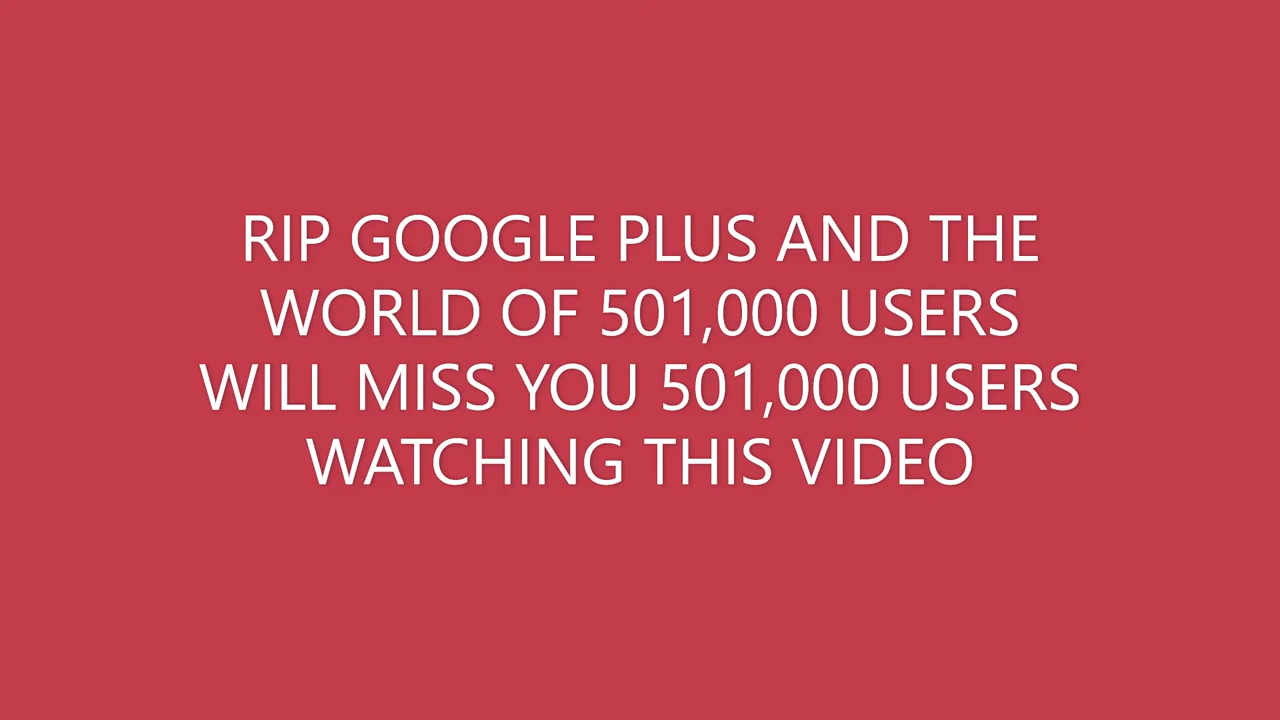 RIP GOOGLE PLUS AND THE
WORLD OF 501,000 USERS
WILL MISS YOU 501,000 USERS
WATCHING THIS VIDEO